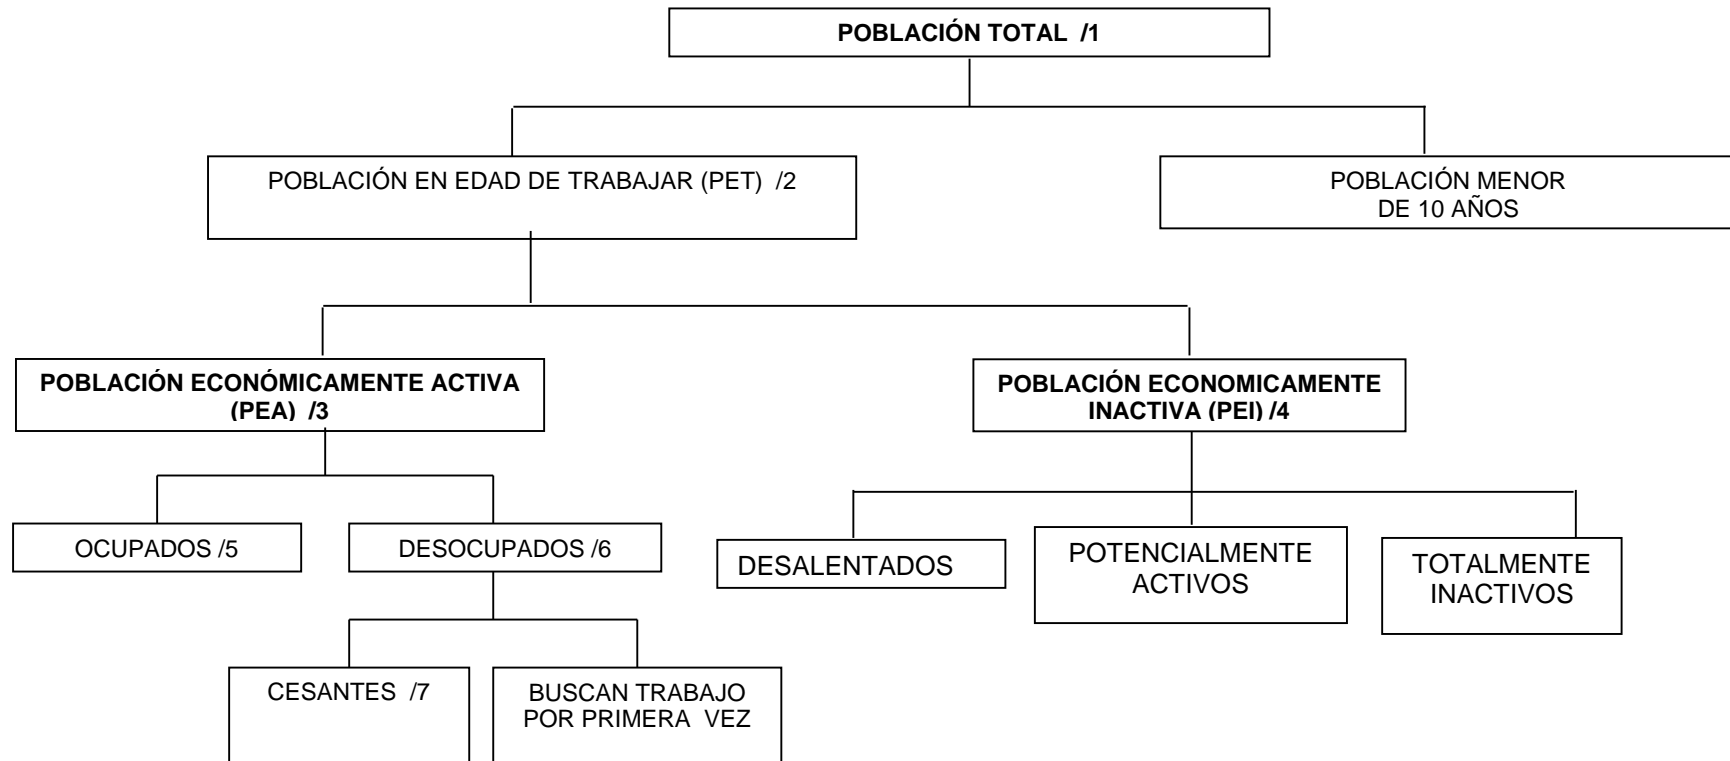 POBLACIÓN TOTAL /1
POBLACIÓN EN EDAD DE TRABAJAR (PET) /2
POBLACIÓN MENOR
DE 10 AÑOS
POBLACIÓN ECONÓMICAMENTE ACTIVA
(PEA) /3
POBLACIÓN ECONOMICAMENTE
INACTIVA (PEI) /4
OCUPADOS /5
DESOCUPADOS /6
DESALENTADOS
POTENCIALMENTE
ACTIVOS
TOTALMENTE
INACTIVOS
CESANTES /7
BUSCAN TRABAJO
POR PRIMERA VEZ